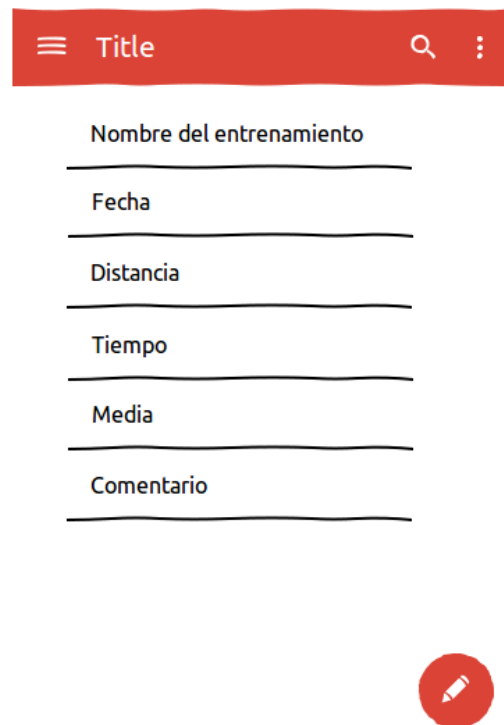 Title
Nombre del entrenamiento
Fecha
Distancia
Tiempo
Media
Comentario